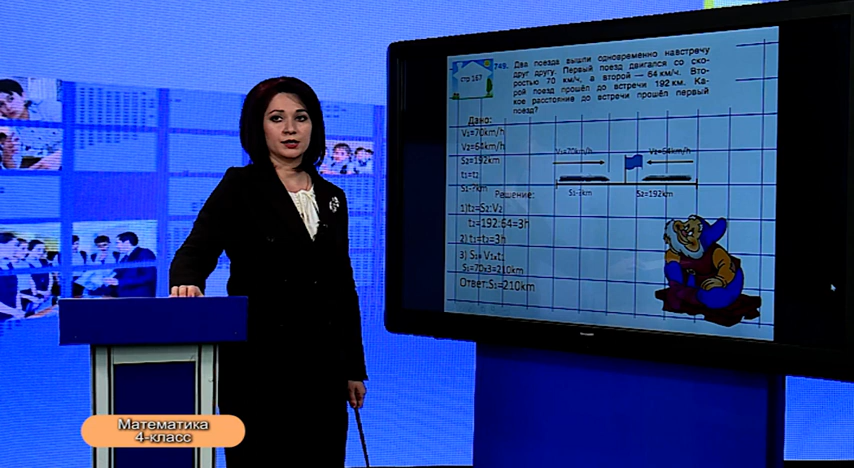 стр 167
749. Два поезда вышли одновременно навстречу
друг другу. Первый поезд двигался со ско-
ростью 70 км/ч, а второй — 64 км/ч. Вто-
рой поезд прошёл до встречи 192 км. Ка-
кое расстояние до встречи прошёл первый
поезд?
Дано:
V₁=70km/h
V₂=64km/h
S₂=192km
t₁=t₂
S₁-?km
V₁=70km/h V₂=64km/h
S₁-?km S₂=192km
Решение:
1)t₂=S₂:V₂
t₂=192:64=3h
2) t₁=t₂=3h
3) S₁=V₁xt₁
S₁=70x3=210km
Ответ:S₁=210km
Математика
4-класс